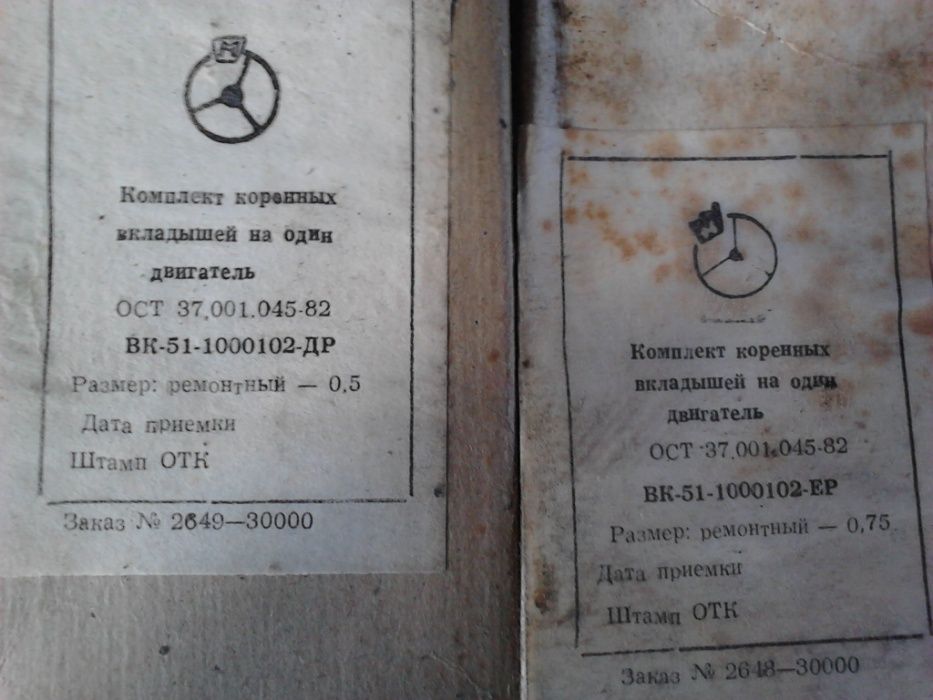 М
Комплект коренных
вкладышей на один
двигатель
ОСТ 37.001.045-82
ВК-51-1000102-ДР
Размер: ремонтный — 0,5
Дата приемки
Штамп ОТК
Заказ № 2649—30000
М
Комплект коренных
вкладышей на один
двигатель
ОСТ 37.001.045-82
ВК-51-1000102-ЕР
Размер: ремонтный — 0,75
Дата приемки
Штамп ОТК
Заказ № 2648—30000